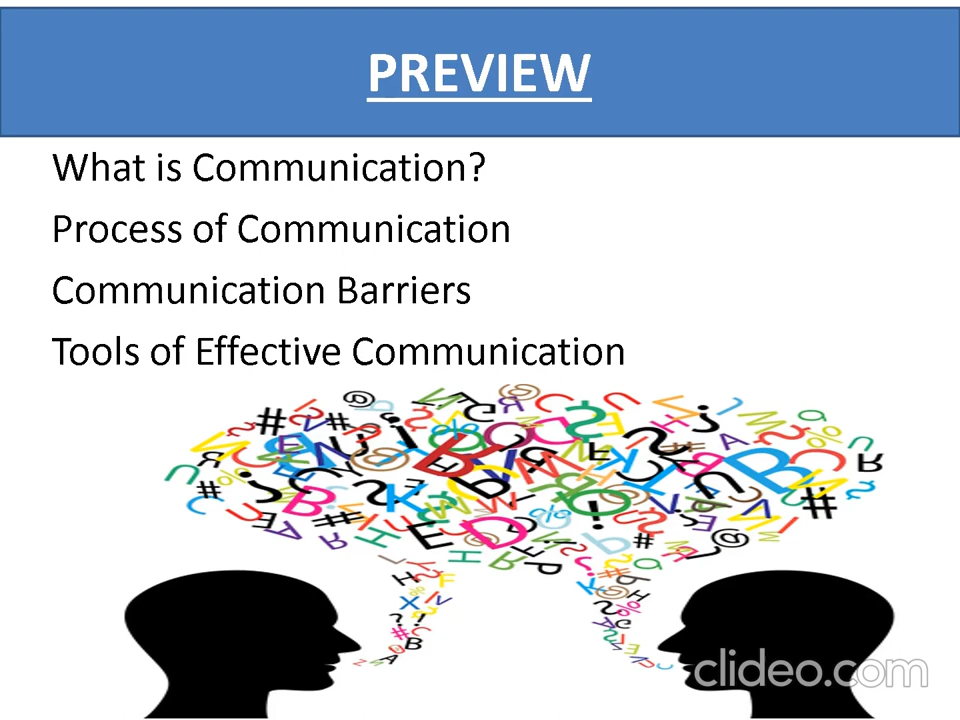 PREVIEW
What is Communication?
Process of Communication
Communication Barriers
Tools of Effective Communication
clideo.com